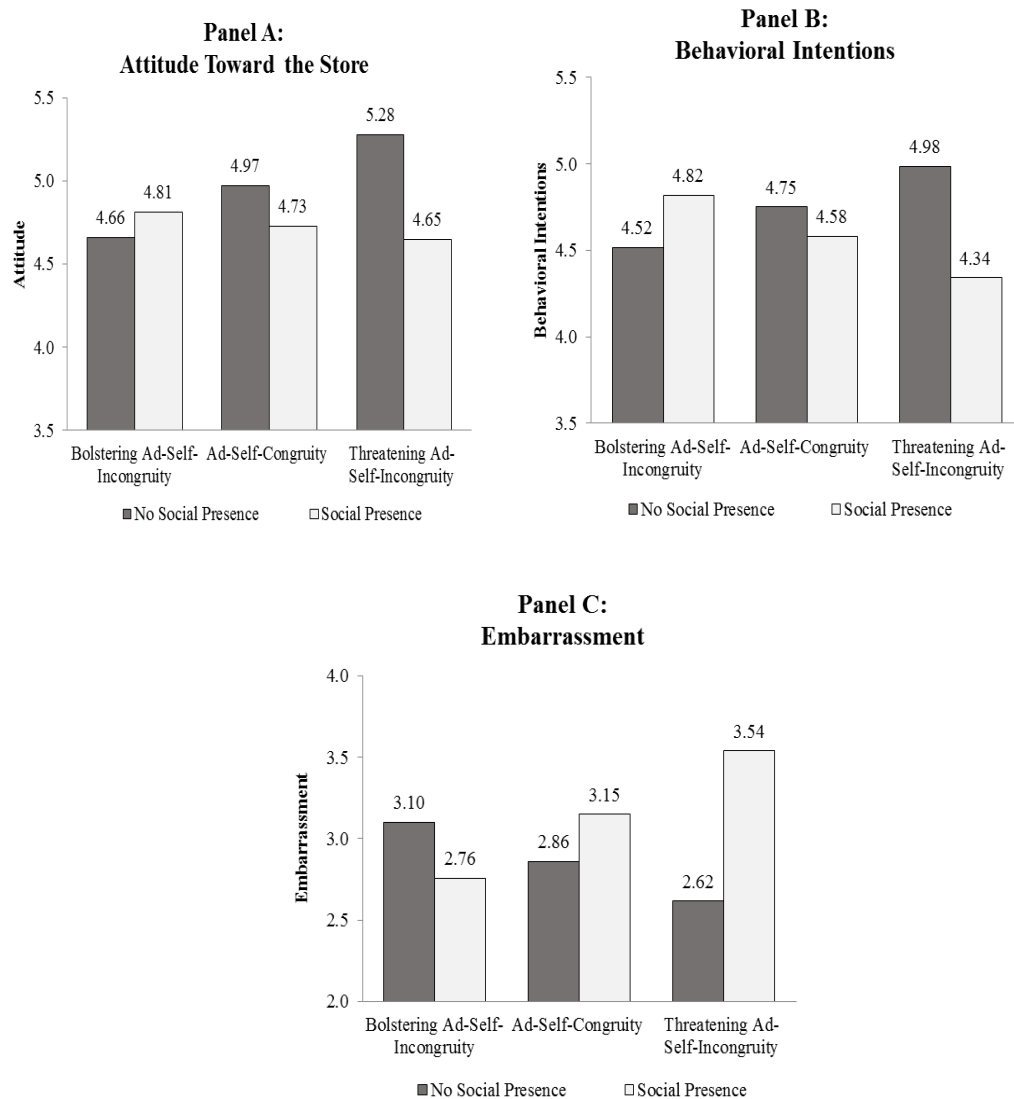 Panel A:
Attitude Toward the Store
Attitude
5.5
5.0
4.5
4.0
3.5
4.66
4.81
4.97
4.73
5.28
4.65
Bolstering Ad-Self-
Incongruity
Ad-Self-Congruity
Threatening Ad-
Self-Incongruity
No Social Presence
Social Presence
Panel B:
Behavioral Intentions
Behavioral Intentions
5.5
5.0
4.5
4.0
3.5
4.52
4.82
4.75
4.58
4.98
4.34
Bolstering Ad-Self-
Incongruity
Ad-Self-Congruity
Threatening Ad-
Self-Incongruity
No Social Presence
Social Presence
Panel C:
Embarrassment
Embarrassment
4.0
3.5
3.0
2.5
2.0
3.10
2.76
2.86
3.15
2.62
3.54
Bolstering Ad-Self-
Incongruity
Ad-Self-Congruity
Threatening Ad-
Self-Incongruity
No Social Presence
Social Presence